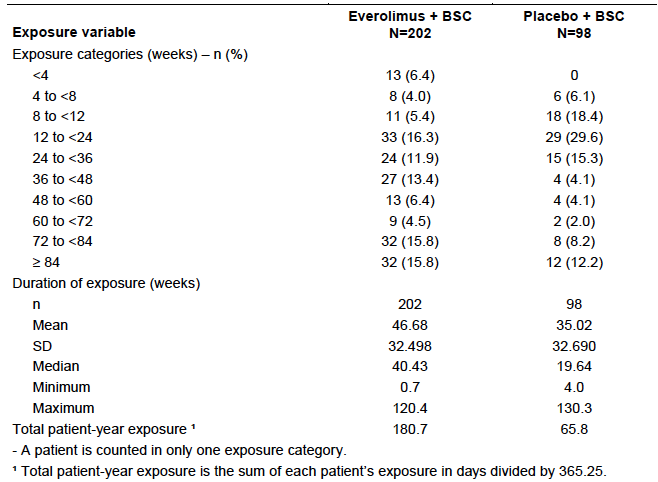 Exposure variable Everolimus + BSC N=202 Placebo + BSC N=98
Exposure categories (weeks) – n (%)
<4 13 (6.4) 0
4 to <8 8 (4.0) 6 (6.1)
8 to <12 11 (5.4) 18 (18.4)
12 to <24 33 (16.3) 29 (29.6)
24 to <36 24 (11.9) 15 (15.3)
36 to <48 27 (13.4) 4 (4.1)
48 to <60 13 (6.4) 4 (4.1)
60 to <72 9 (4.5) 2 (2.0)
72 to <84 32 (15.8) 8 (8.2)
≥ 84 32 (15.8) 12 (12.2)
Duration of exposure (weeks)
n 202 98
Mean 46.68 35.02
SD 32.498 32.690
Median 40.43 19.64
Minimum 0.7 4.0
Maximum 120.4 130.3
Total patient-year exposure ¹ 180.7 65.8
- A patient is counted in only one exposure category.
¹ Total patient-year exposure is the sum of each patient’s exposure in days divided by 365.25.